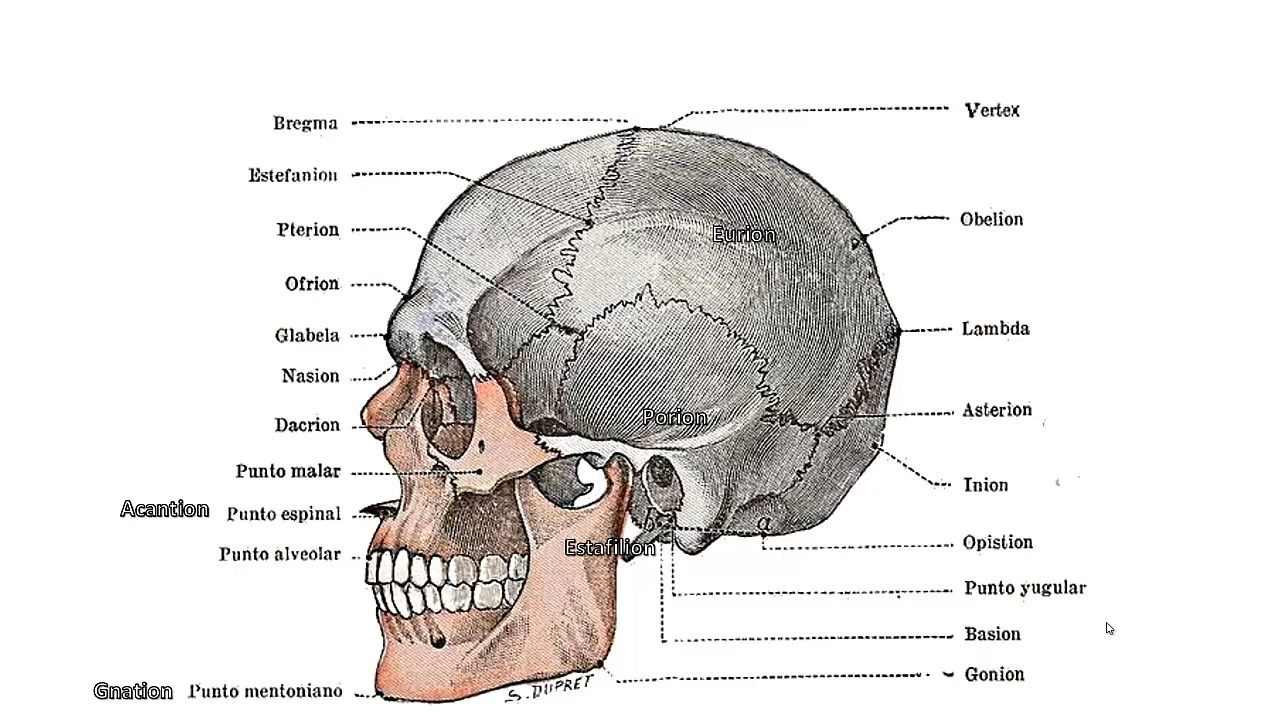 Bregma
Vertex
Estefanion
Obelion
Pterion
Eurion
Ofrion
Glabela
Lambda
Nasion
Asterion
Porion
Dacrion
Punto malar
Inion
Acantion Punto espinal
b a
Opistion
Punto alveolar
Estafilion
Punto yugular
Basion
Gonion
Gnation Punto mentoniano
S. DUPRET